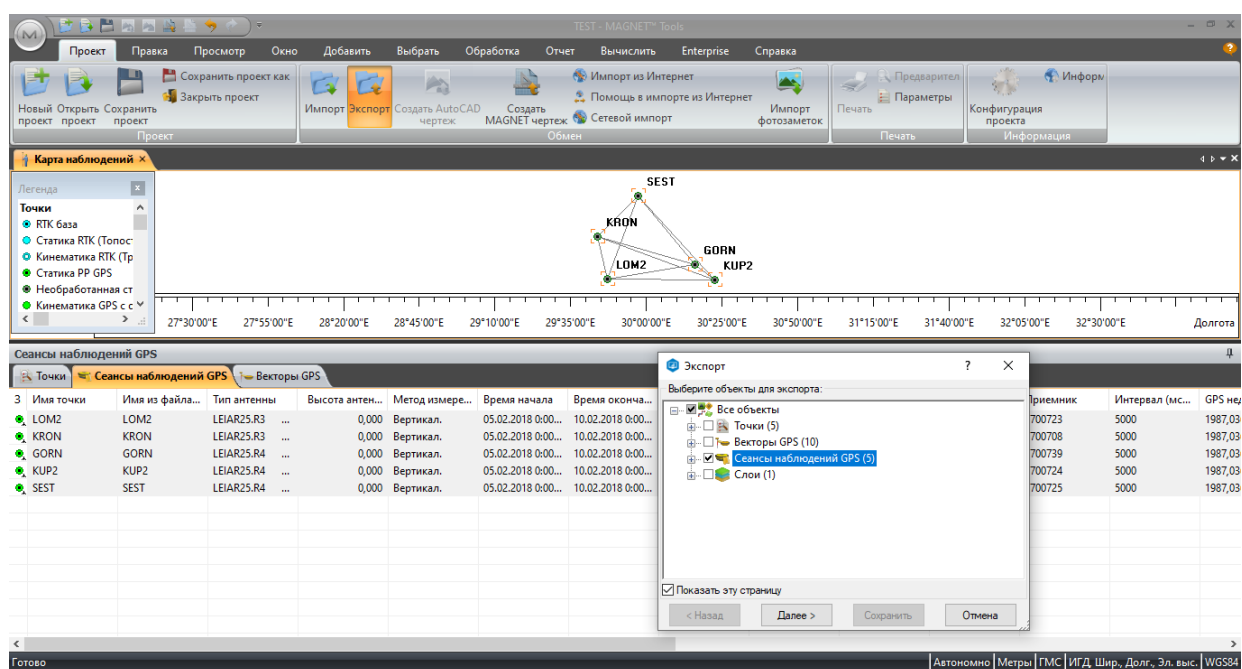 TEST - MAGNET™ Tools
Проект Правка Просмотр Окно Добавить Выбрать Обработка Отчет Вычислить Enterprise Справка
Новый проект
Открыть проект
Сохранить проект
Сохранить проект как
Закрыть проект
Проект
Импорт
Экспорт
Создать AutoCAD чертеж
Создать MAGNET чертеж
Импорт из Интернет
Помощь в импорте из Интернет
Сетевой импорт
Импорт фотозаметок
Обмен
Печать
Предварител
Параметры
Печать
Конфигурация проекта
Информ
Информация
Карта наблюдений ×
Легенда x
Точки
RTK база
Статика RTK (Топос
Кинематика RTK (Тр
Статика PP GPS
Необработанная ст
Кинематика GPS с с
SEST
KRON
GORN
LOM2
KUP2
27°30'00"E 27°55'00"E 28°20'00"E 28°45'00"E 29°10'00"E 29°35'00"E 30°00'00"E 30°25'00"E 30°50'00"E 31°15'00"E 31°40'00"E 32°05'00"E 32°30'00"E Долгота
Сеансы наблюдений GPS
Точки Сеансы наблюдений GPS Векторы GPS
З Имя точки Имя из файла... Тип антенны Высота антен... Метод измере... Время начала Время оконча... Приемник Интервал (мс... GPS нед
LOM2 LOM2 LEIAR25.R3 ... 0,000 Вертикал. 05.02.2018 0:00... 10.02.2018 0:00... 700723 5000 1987,03
KRON KRON LEIAR25.R3 ... 0,000 Вертикал. 05.02.2018 0:00... 10.02.2018 0:00... 700708 5000 1987,03
GORN GORN LEIAR25.R4 ... 0,000 Вертикал. 05.02.2018 0:00... 10.02.2018 0:00... 700739 5000 1987,03
KUP2 KUP2 LEIAR25.R4 ... 0,000 Вертикал. 05.02.2018 0:00... 10.02.2018 0:00... 700724 5000 1987,03
SEST SEST LEIAR25.R4 ... 0,000 Вертикал. 05.02.2018 0:00... 10.02.2018 0:00... 700725 5000 1987,03
Экспорт ? ×
Выберите объекты для экспорта:
Все объекты
Точки (5)
Векторы GPS (10)
Сеансы наблюдений GPS (5)
Слои (1)
Показать эту страницу
< Назад Далее > Сохранить Отмена
Готово Автономно Метры ГМС ИГД, Шир., Долг., Эл. выс. WGS84